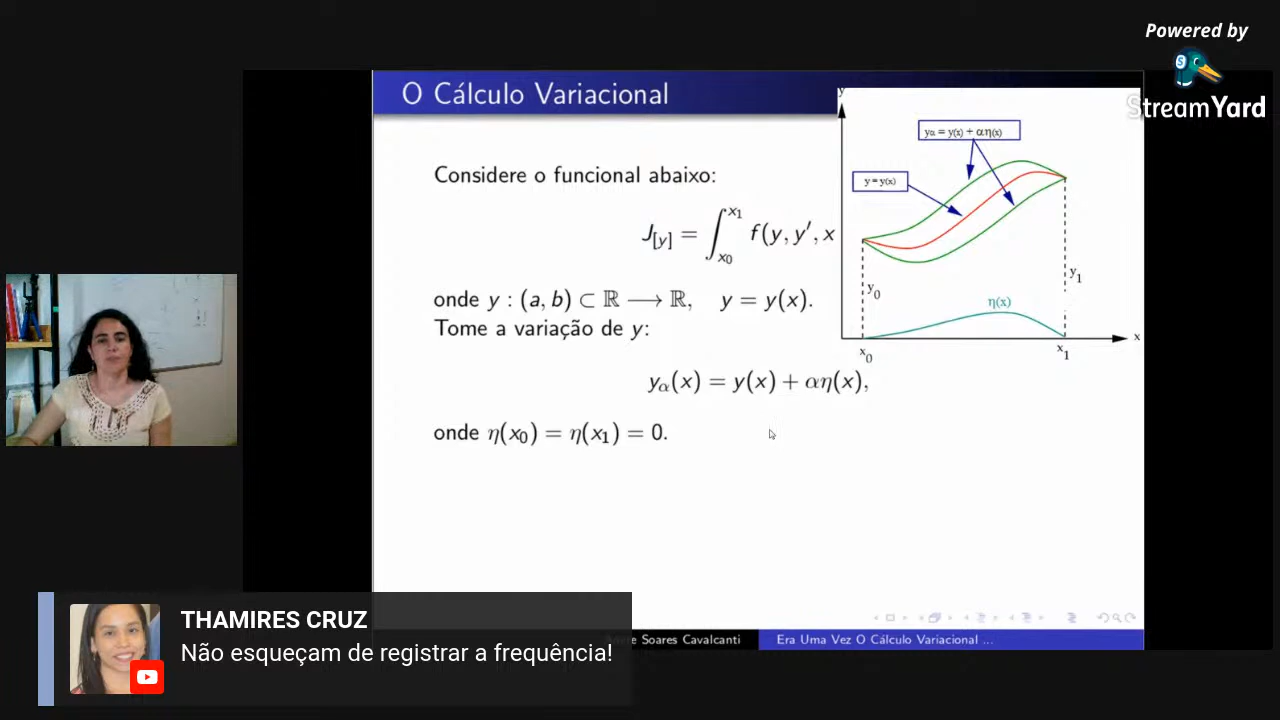 Powered by
StreamYard
O Cálculo Variacional
Considere o funcional abaixo:
J[y] = ∫x₀x₁ f(y, y′, x
onde y : (a, b) ⊂ ℝ ⟶ ℝ, y = y(x).
Tome a variação de y:
yα(x) = y(x) + αη(x),
onde η(x₀) = η(x₁) = 0.
y
yα = y(x) + αη(x)
y = y(x)
y₀
y₁
η(x)
x
x₀
x₁
Soares Cavalcanti
Era Uma Vez O Cálculo Variacional ...
THAMIRES CRUZ
Não esqueçam de registrar a frequência!